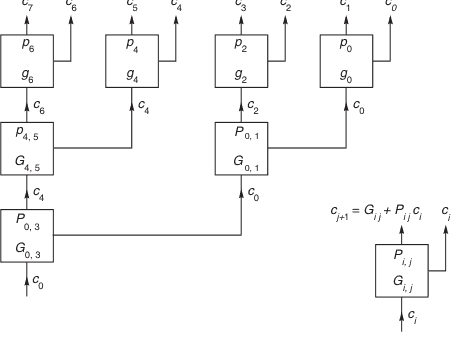 c7 c6 c5 c4 c3 c2 c1 c0
p6 p4 p2 p0
g6 g4 g2 g0
c6 c4 c2 c0
p4, 5 P0, 1
G4, 5 G0, 1
c4 c0
P0, 3
G0, 3
c0
cj+1 = Gi j + Pi j ci ci
Pi, j
Gi, j
ci